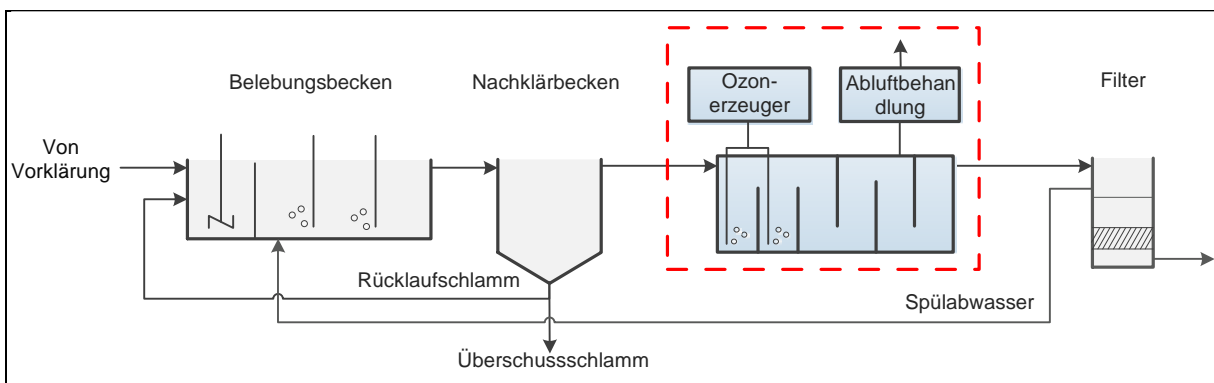 Belebungsbecken
Nachklärbecken
Ozon-
erzeuger
Abluftbehan
dlung
Filter
Von
Vorklärung
Rücklaufschlamm
Spülabwasser
Überschussschlamm